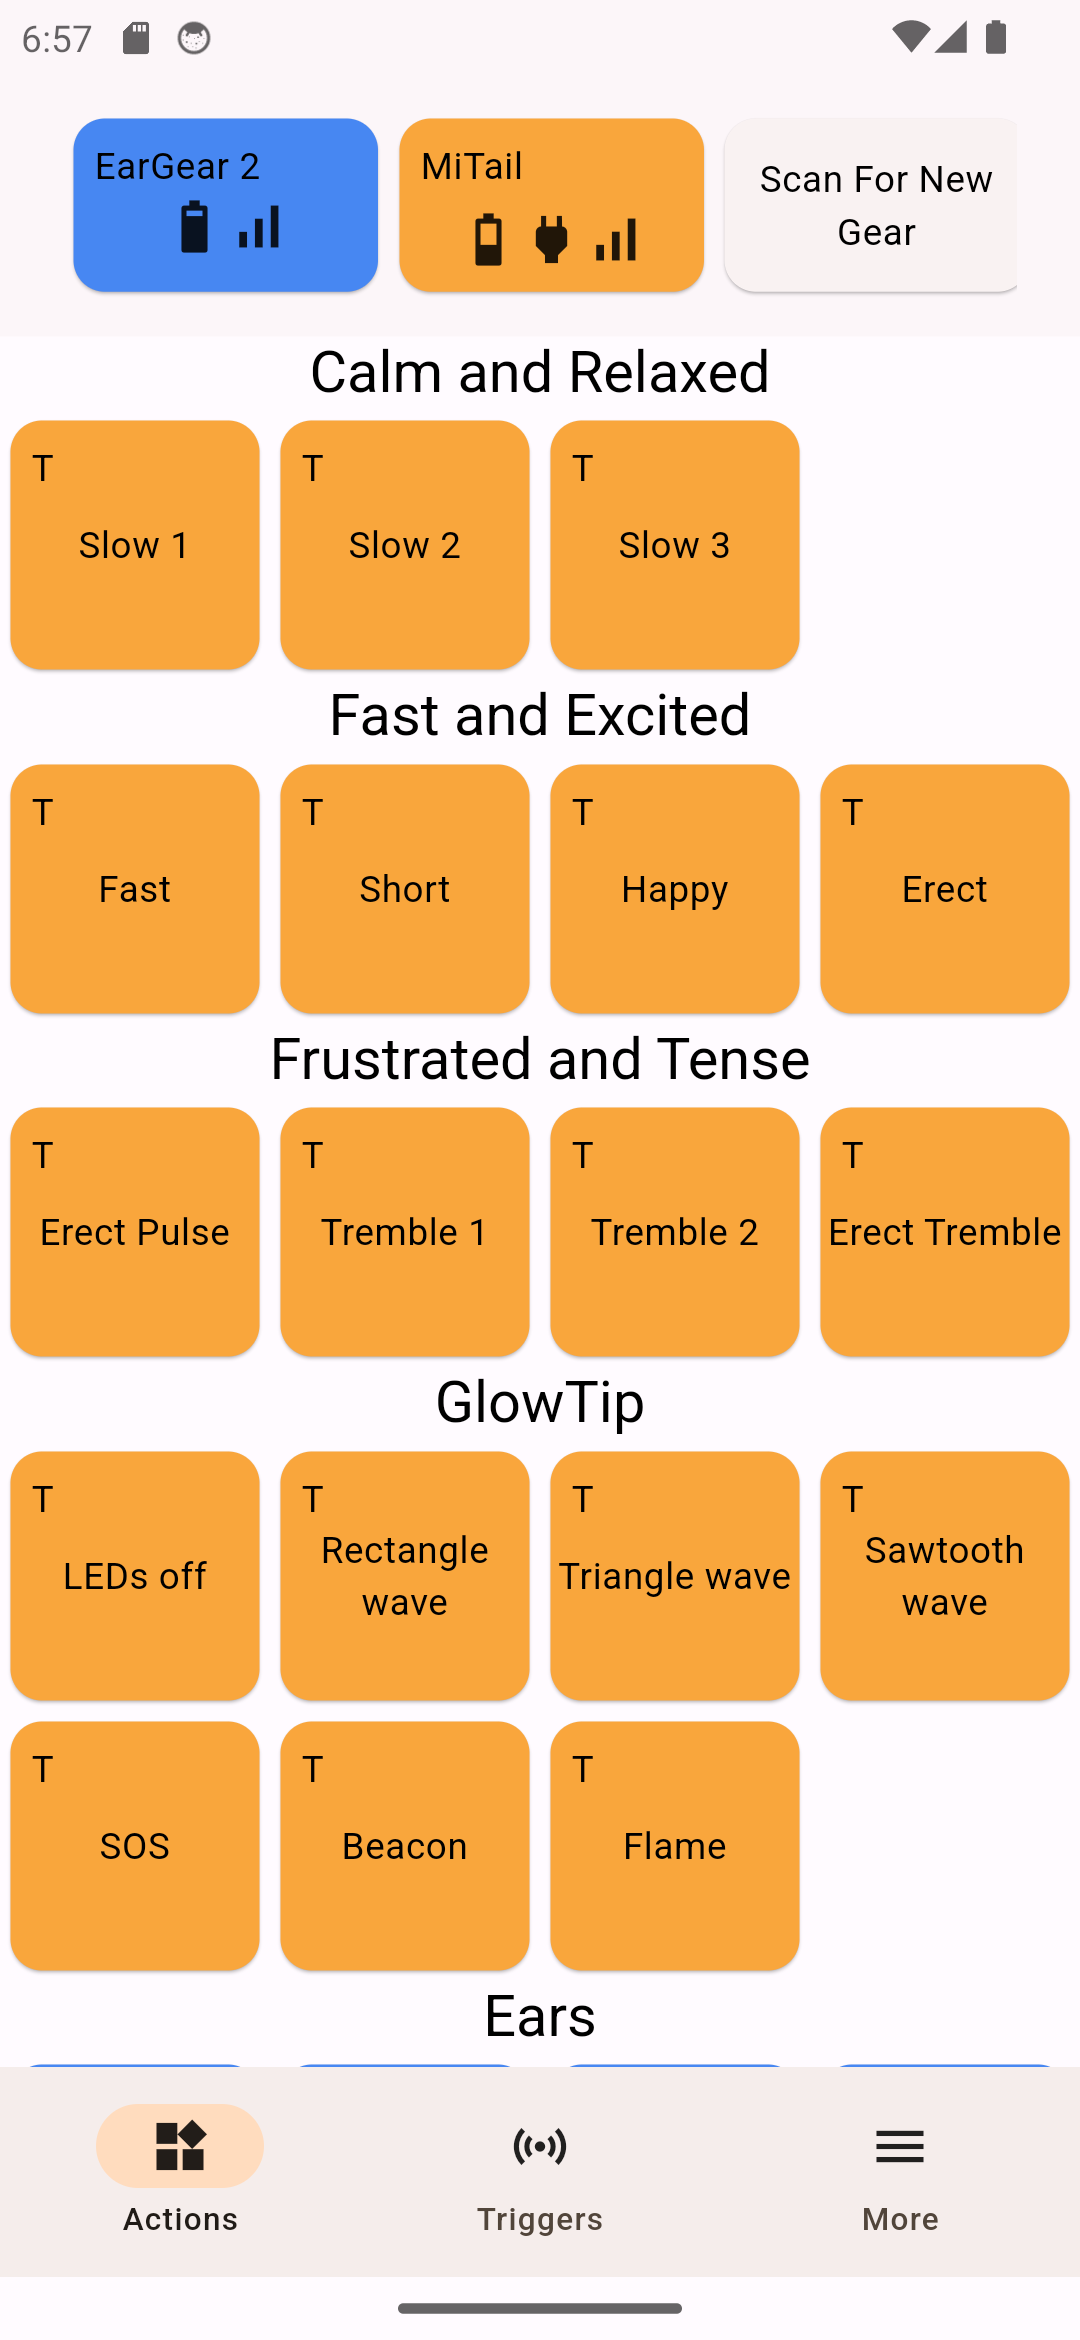 6:57
EarGear 2
MiTail
Scan For New
Gear
Calm and Relaxed
T
Slow 1
T
Slow 2
T
Slow 3
Fast and Excited
T
Fast
T
Short
T
Happy
T
Erect
Frustrated and Tense
T
Erect Pulse
T
Tremble 1
T
Tremble 2
T
Erect Tremble
GlowTip
T
LEDs off
T
Rectangle
wave
T
Triangle wave
T
Sawtooth
wave
T
SOS
T
Beacon
T
Flame
Ears
Actions
Triggers
More